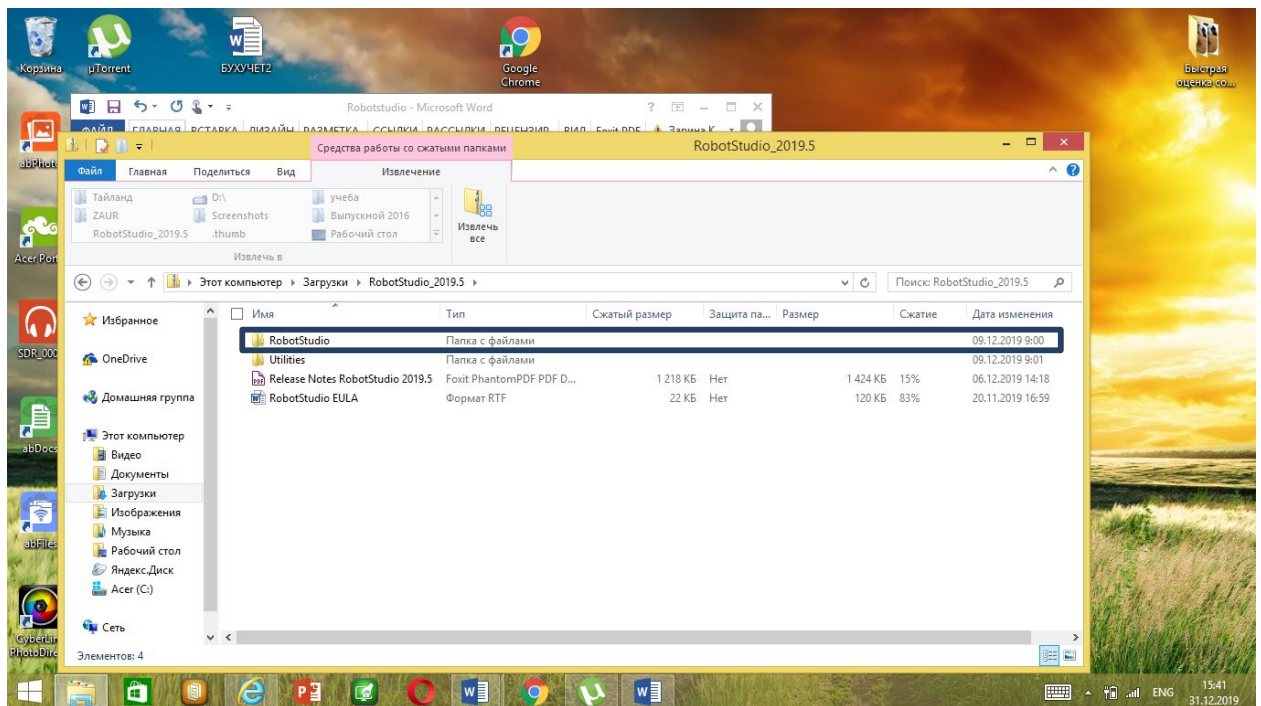 Корзина
µTorrent
БУХУЧЕТ2
Google
Chrome
Быстрая
оценка со...
Robotstudio - Microsoft Word
ФАЙЛ ГЛАВНАЯ ВСТАВКА ДИЗАЙН РАЗМЕТКА ССЫЛКИ РАССЫЛКИ РЕЦЕНЗИР ВИД Foxit PDF Зарина К
abPhoto
Средства работы со сжатыми папками
RobotStudio_2019.5
Файл Главная Поделиться Вид Извлечение
Тайланд D:\ учеба
ZAUR Screenshots Выпускной 2016
RobotStudio_2019.5 .thumb Рабочий стол
Извлечь
все
Извлечь в
Acer Port
Этот компьютер Загрузки RobotStudio_2019.5
Поиск: RobotStudio_2019.5
Имя Тип Сжатый размер Защита па... Размер Сжатие Дата изменения
RobotStudio Папка с файлами 09.12.2019 9:00
Utilities Папка с файлами 09.12.2019 9:01
Release Notes RobotStudio 2019.5 Foxit PhantomPDF PDF D... 1 218 КБ Нет 1 424 КБ 15% 06.12.2019 14:18
RobotStudio EULA Формат RTF 22 КБ Нет 120 КБ 83% 20.11.2019 16:59
Избранное
OneDrive
Домашняя группа
Этот компьютер
Видео
Документы
Загрузки
Изображения
Музыка
Рабочий стол
Яндекс.Диск
Acer (C:)
Сеть
Элементов: 4
SDR_000
abDocs
abFiles
CyberLin
PhotoDire
ENG
15:41
31.12.2019